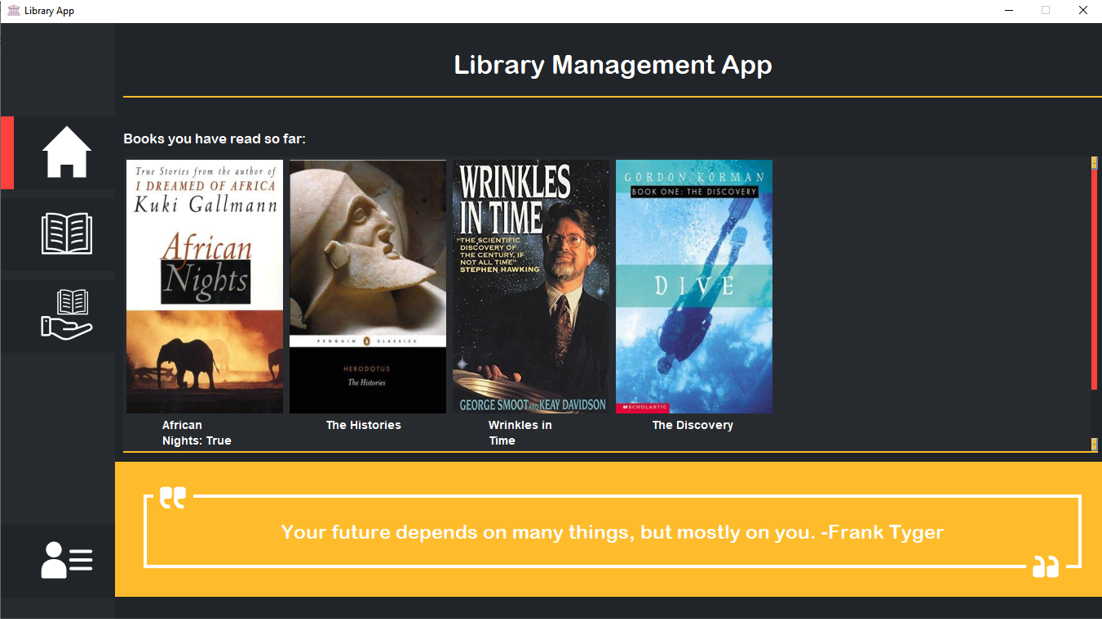 Library App
Library Management App
Books you have read so far:
True Stories from the author of
I DREAMED OF AFRICA
Kuki Gallmann
African
Nights
PENGUIN CLASSICS
HERODOTUS
The Histories
WRINKLES
IN TIME
"THE SCIENTIFIC
DISCOVERY OF
THE CENTURY, IF
NOT ALL TIME"
STEPHEN HAWKING
GEORGE SMOOT AND KEAY DAVIDSON
GORDON KORMAN
BOOK ONE: THE DISCOVERY
DIVE
SCHOLASTIC
African
Nights: True
The Histories
Wrinkles in
Time
The Discovery
Your future depends on many things, but mostly on you. -Frank Tyger